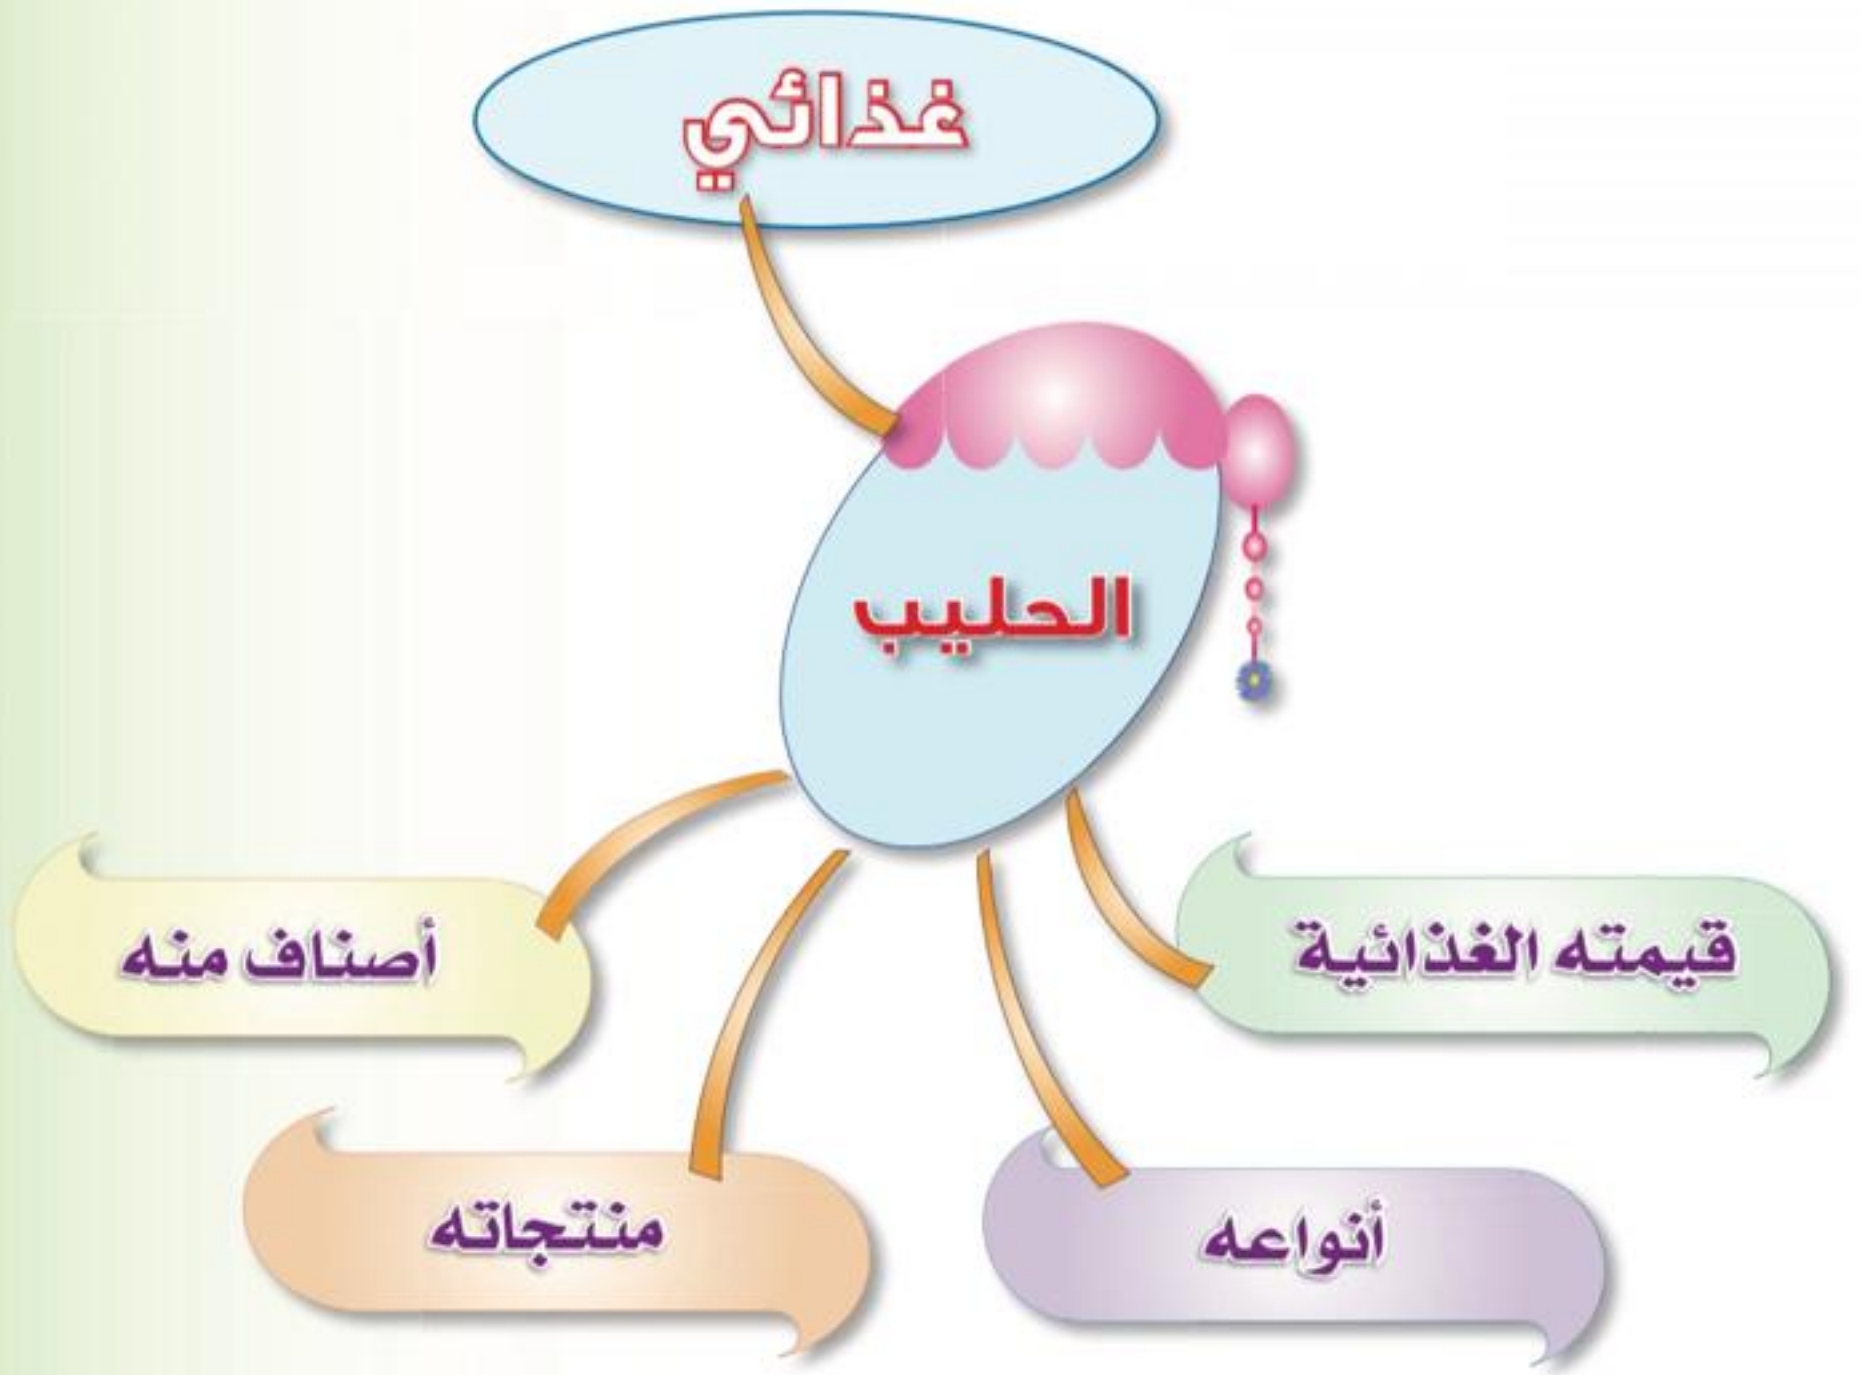 غذائي
الحليب
قيمته الغذائية
أصناف منه
أنواعه
منتجاته